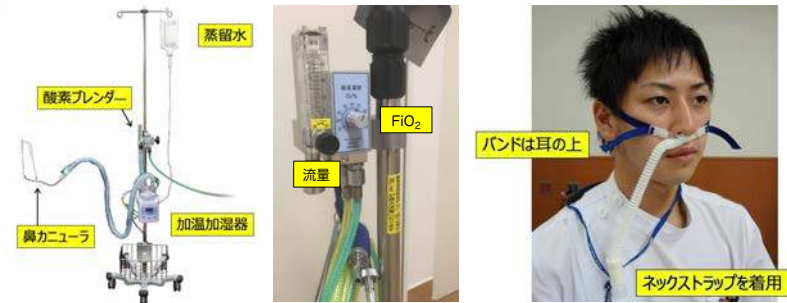 蒸留水
酸素ブレンダー
加温加湿器
鼻カニューラ
FiO₂
流量
バンドは耳の上
ネックストラップを着用